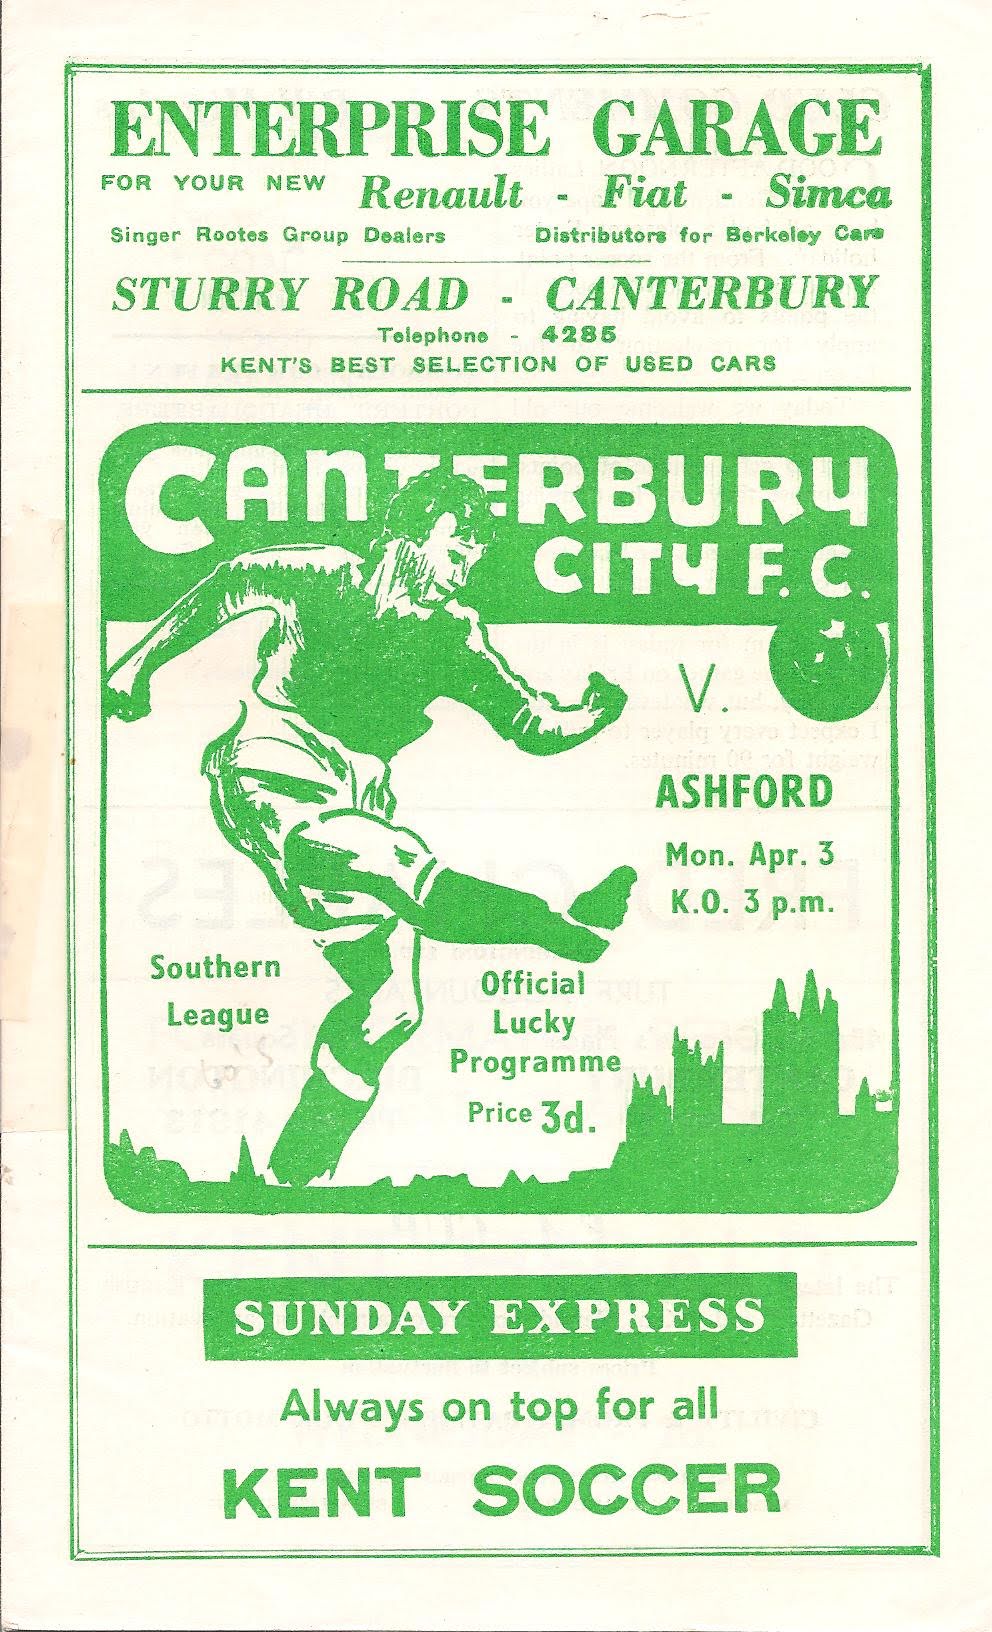 ENTERPRISE GARAGE
FOR YOUR NEW Renault - Fiat - Simca
Singer Rootes Group Dealers Distributors for Berkeley Cars
STURRY ROAD - CANTERBURY
Telephone - 4285
KENT'S BEST SELECTION OF USED CARS
CANTERBURY
CITY F.C.
V.
ASHFORD
Mon. Apr. 3
K.O. 3 p.m.
Southern
League
Official
Lucky
Programme
Price 3d.
SUNDAY EXPRESS
Always on top for all
KENT SOCCER